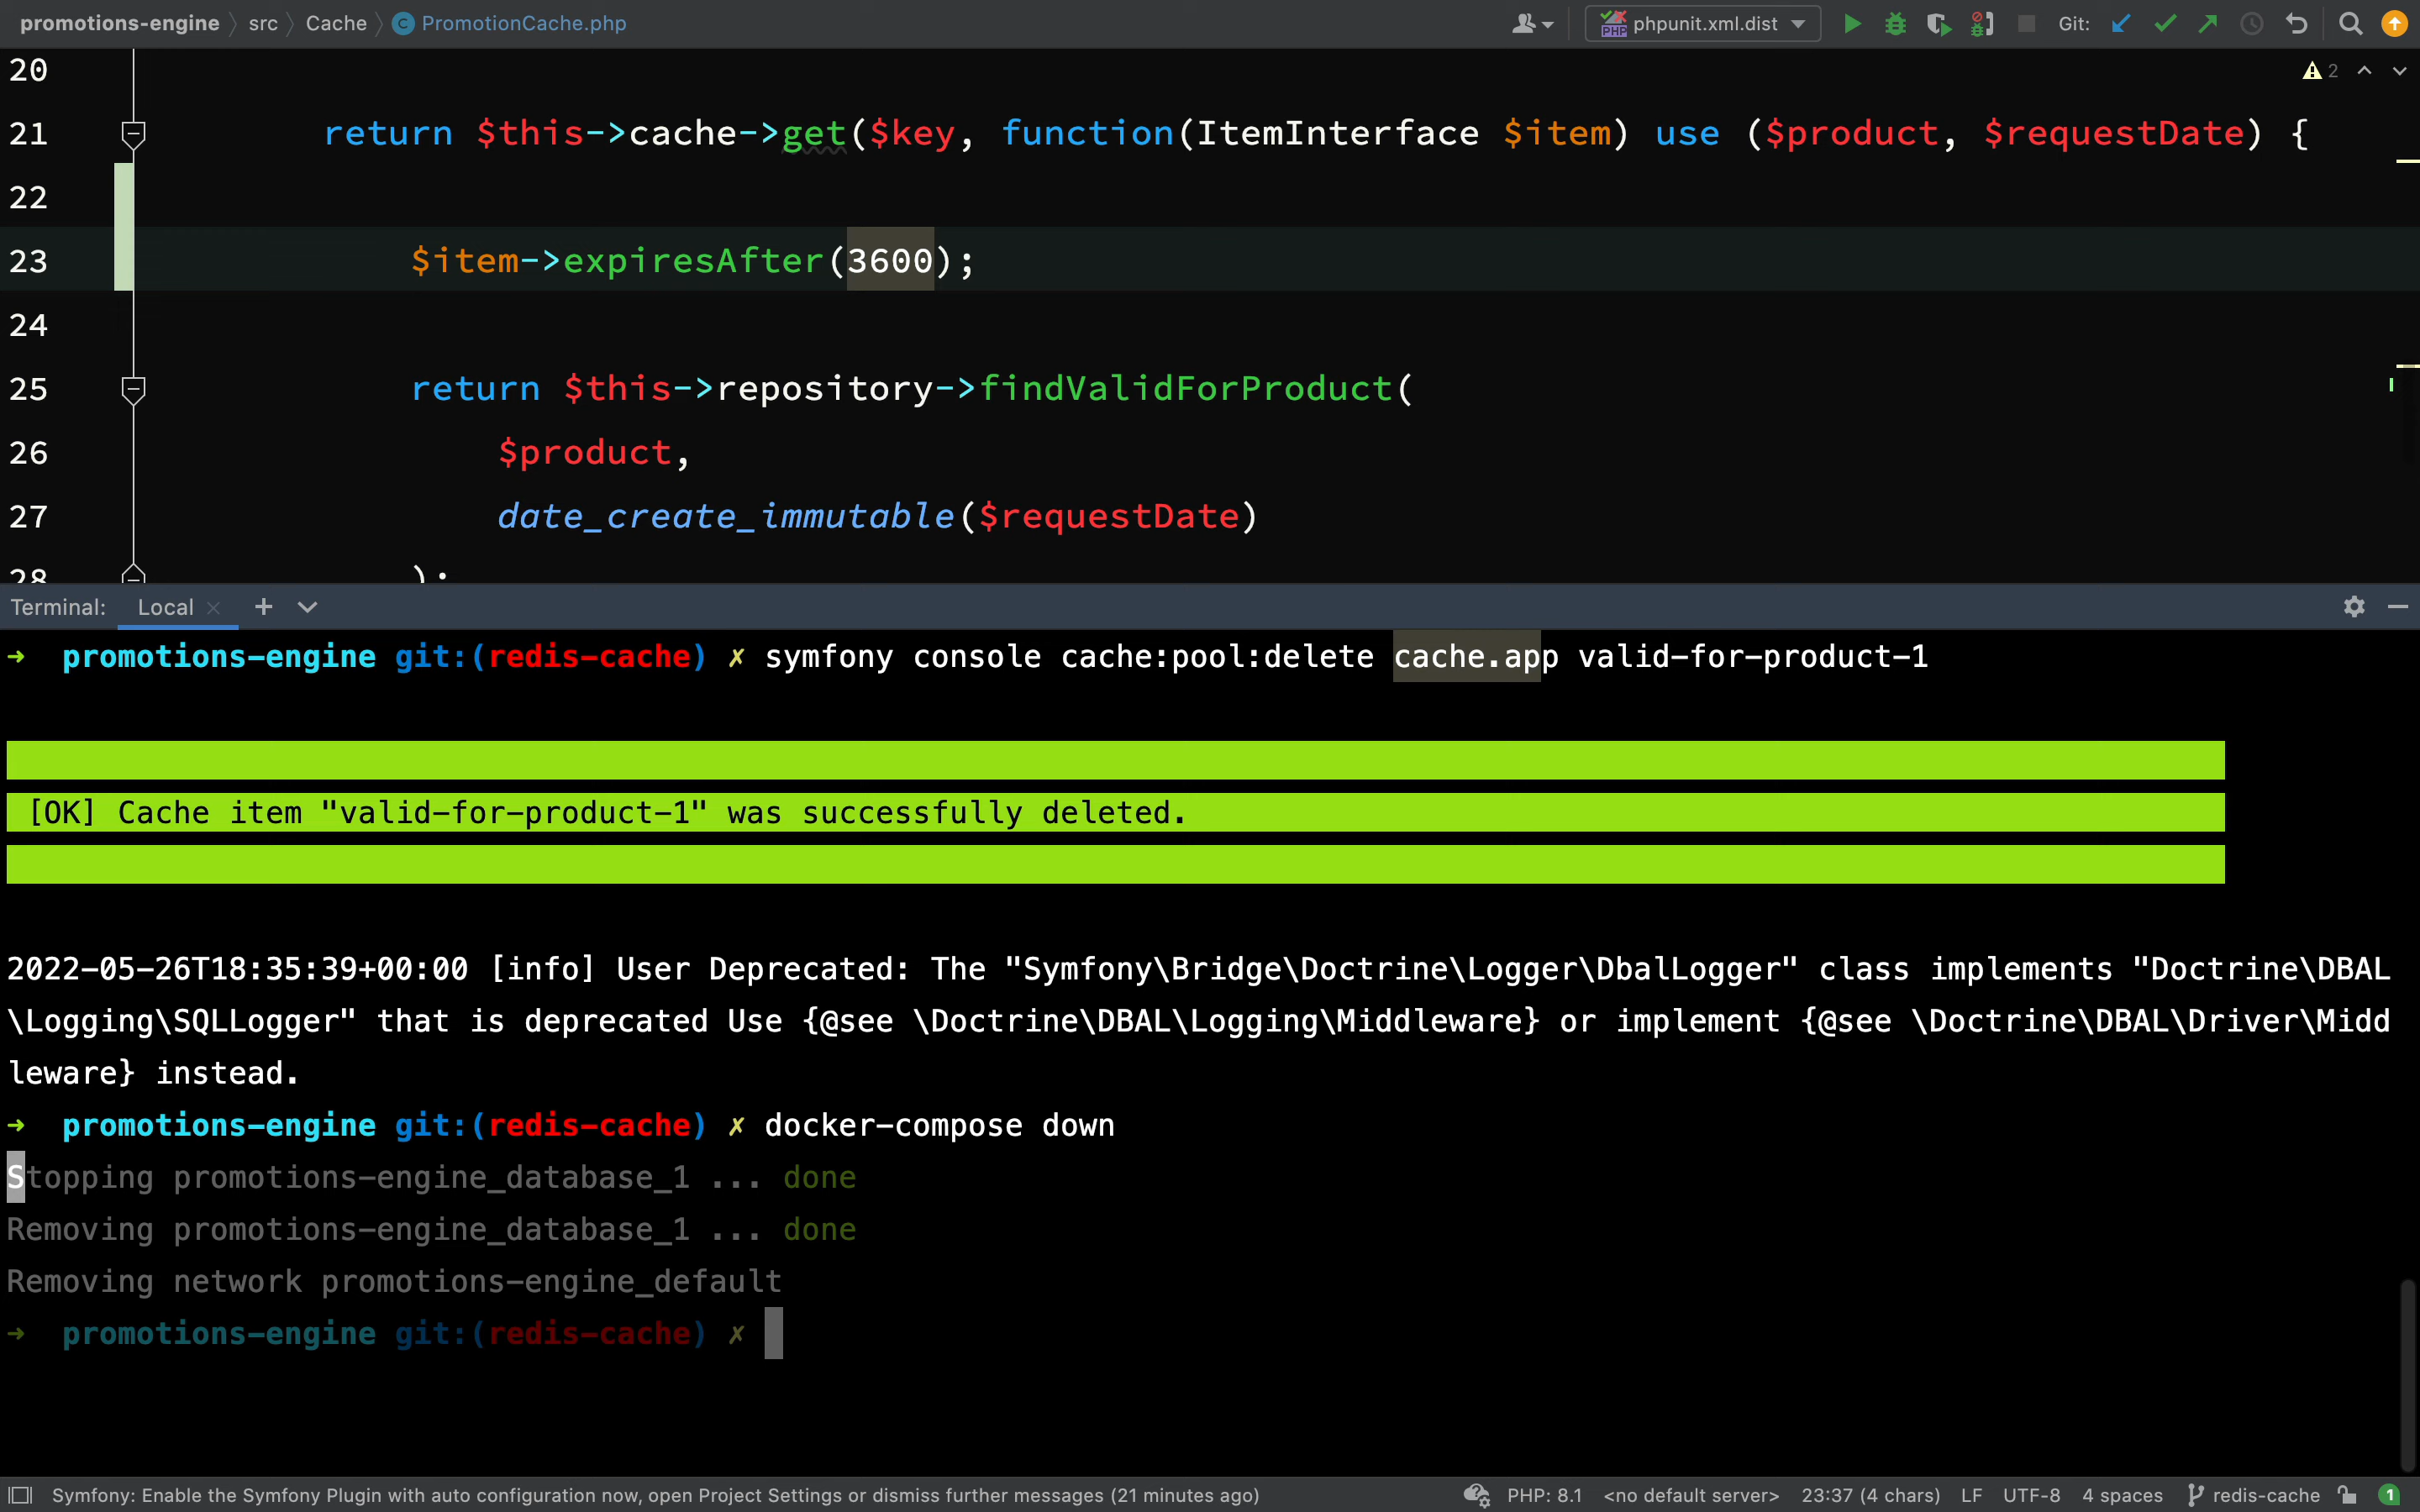 promotions-engine src Cache PromotionCache.php phpunit.xml.dist Git:
20 2
21 return $this->cache->get($key, function(ItemInterface $item) use ($product, $requestDate) {
22
23 $item->expiresAfter(3600);
24
25 return $this->repository->findValidForProduct(
26 $product,
27 date_create_immutable($requestDate)
28 );
Terminal: Local
➜ promotions-engine git:(redis-cache) ✗ symfony console cache:pool:delete cache.app valid-for-product-1
[OK] Cache item "valid-for-product-1" was successfully deleted.
2022-05-26T18:35:39+00:00 [info] User Deprecated: The "Symfony\Bridge\Doctrine\Logger\DbalLogger" class implements "Doctrine\DBAL
\Logging\SQLLogger" that is deprecated Use {@see \Doctrine\DBAL\Logging\Middleware} or implement {@see \Doctrine\DBAL\Driver\Midd
leware} instead.
➜ promotions-engine git:(redis-cache) ✗ docker-compose down
Stopping promotions-engine_database_1 ... done
Removing promotions-engine_database_1 ... done
Removing network promotions-engine_default
➜ promotions-engine git:(redis-cache) ✗
Symfony: Enable the Symfony Plugin with auto configuration now, open Project Settings or dismiss further messages (21 minutes ago) PHP: 8.1 <no default server> 23:37 (4 chars) LF UTF-8 4 spaces redis-cache 1